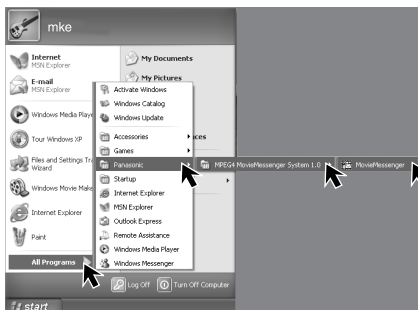 mke
Internet
MSN Explorer
E-mail
MSN Explorer
Windows Media Playe
Tour Windows XP
Files and Settings Tra
Wizard
Windows Movie Make
Internet Explorer
Paint
All Programs
My Documents
My Pictures
Activate Windows
Windows Catalog
Windows Update
Accessories
Games
Panasonic
Startup
Internet Explorer
MSN Explorer
Outlook Express
Remote Assistance
Windows Media Player
Windows Messenger
MPEG4 MovieMessenger System 1.0
MovieMessenger
Log Off
Turn Off Computer
start